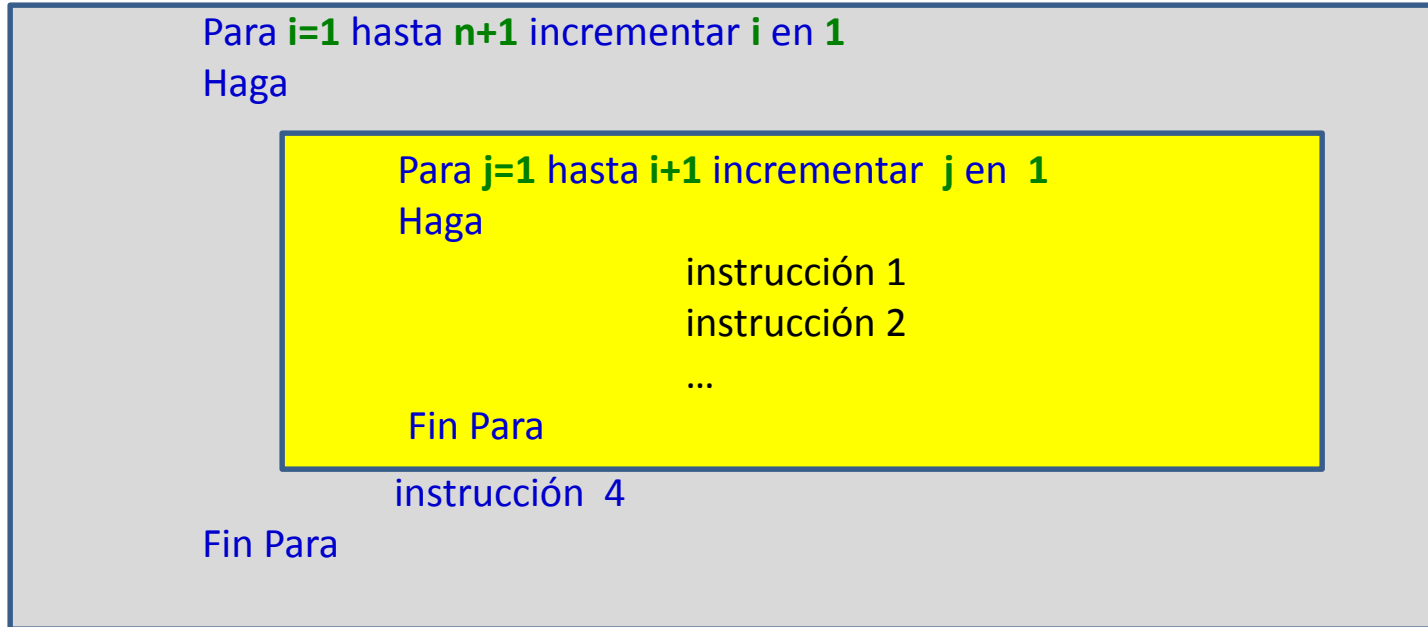 Para i=1 hasta n+1 incrementar i en 1
Haga
Para j=1 hasta i+1 incrementar j en 1
Haga
instrucción 1
instrucción 2
...
Fin Para
instrucción 4
Fin Para